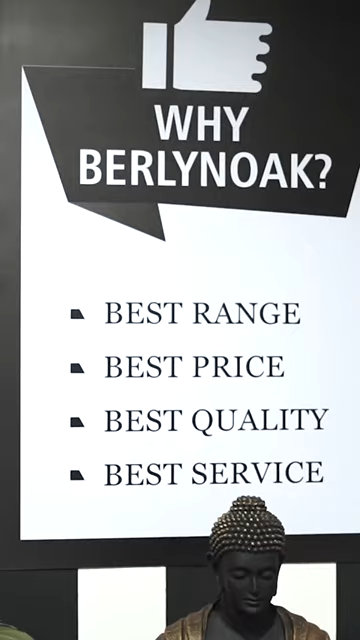 WHY
BERLYNOAK?
BEST RANGE
BEST PRICE
BEST QUALITY
BEST SERVICE